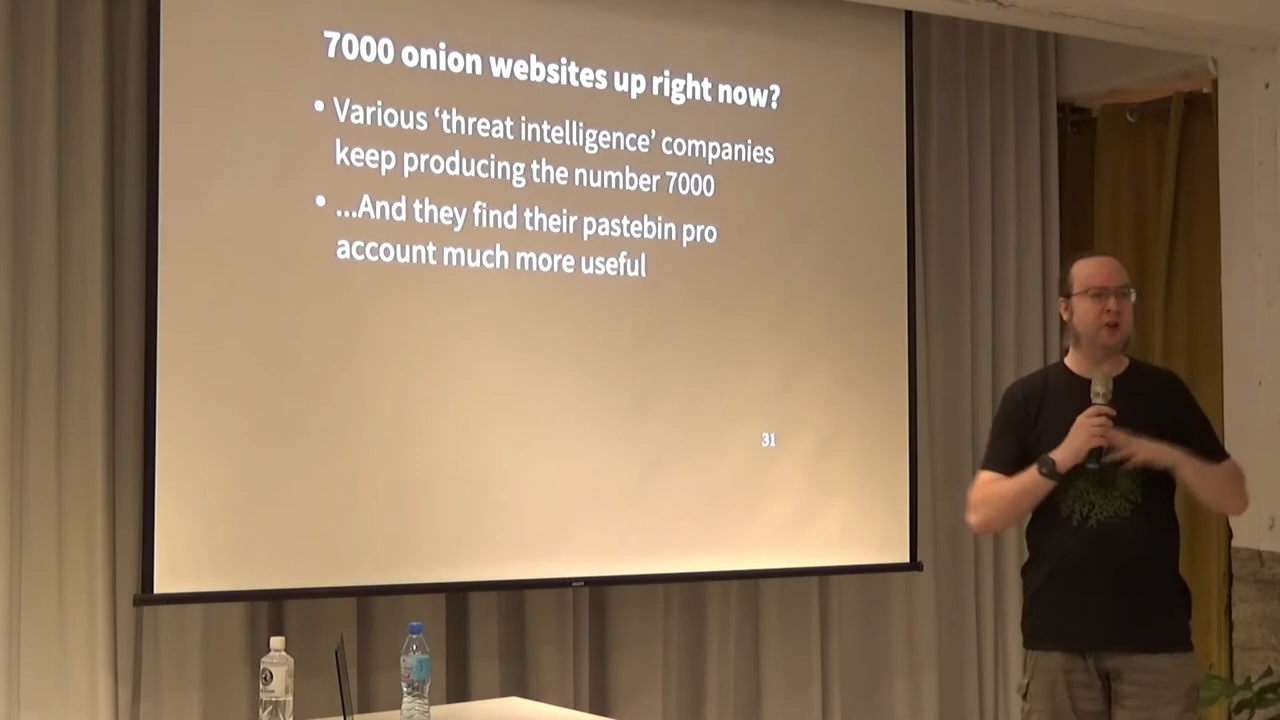 7000 onion websites up right now?
• Various ‘threat intelligence’ companies
keep producing the number 7000
• ...And they find their pastebin pro
account much more useful
31